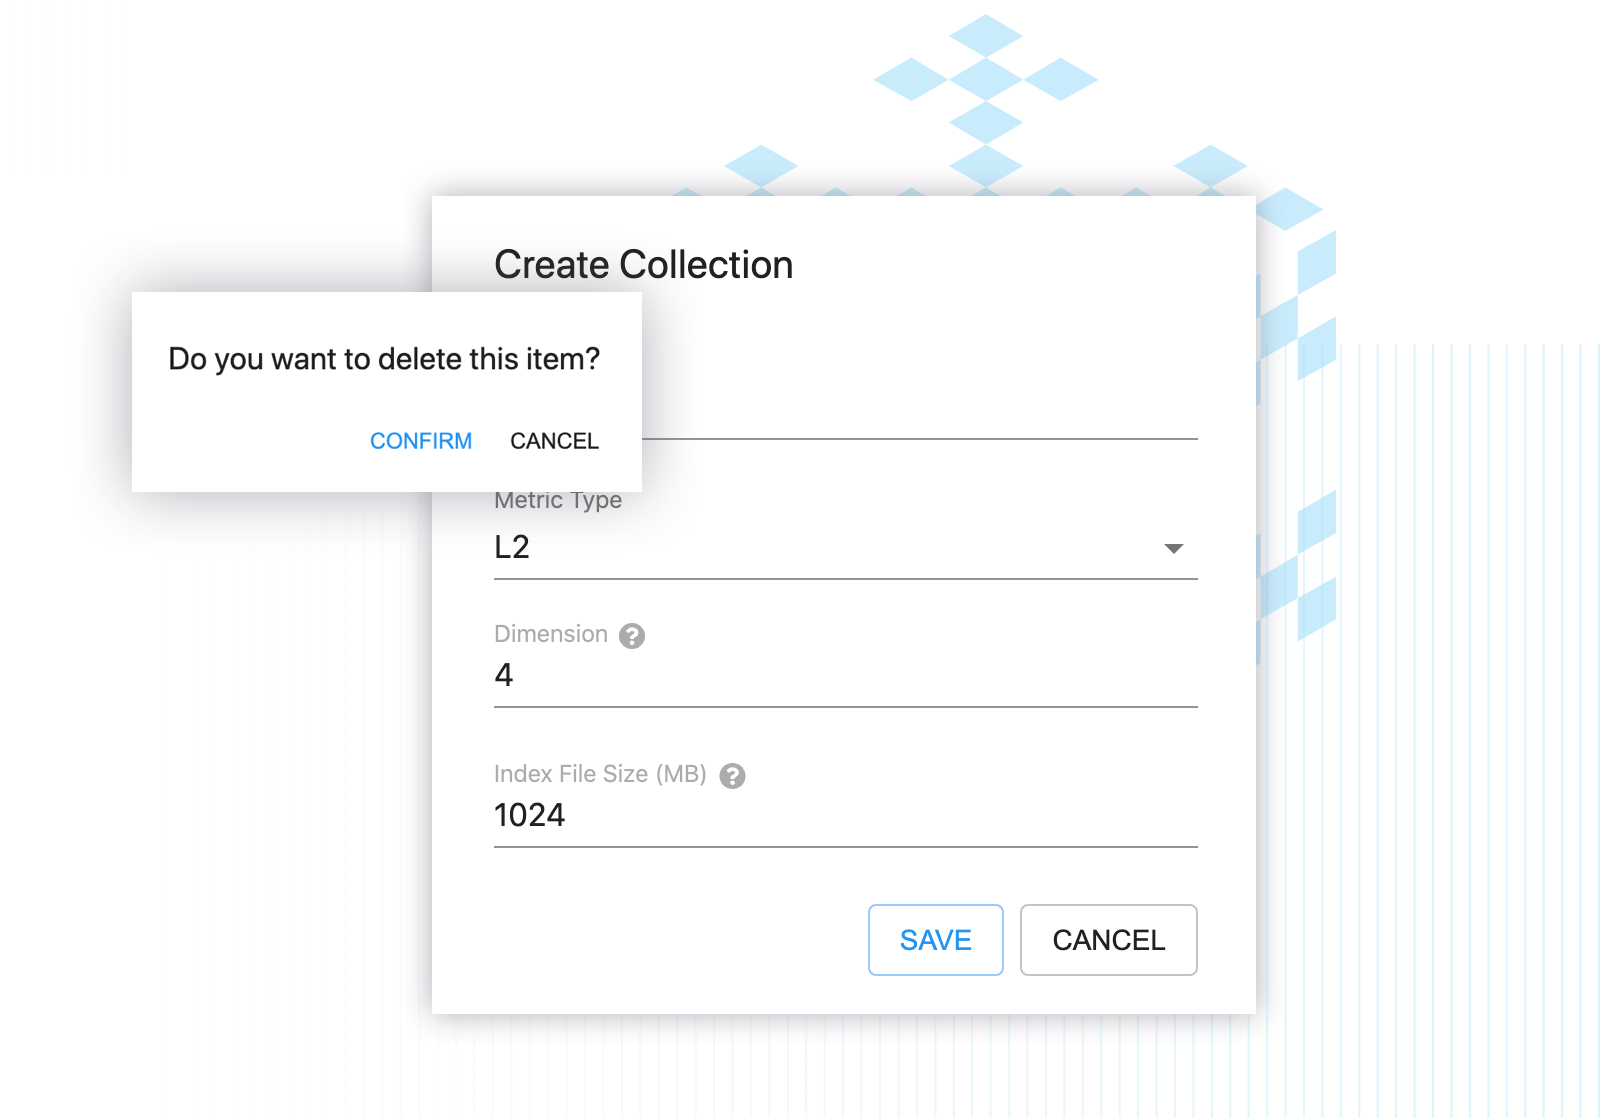 Create Collection
Do you want to delete this item?
CONFIRM CANCEL
Metric Type
L2
Dimension ?
4
Index File Size (MB) ?
1024
SAVE CANCEL